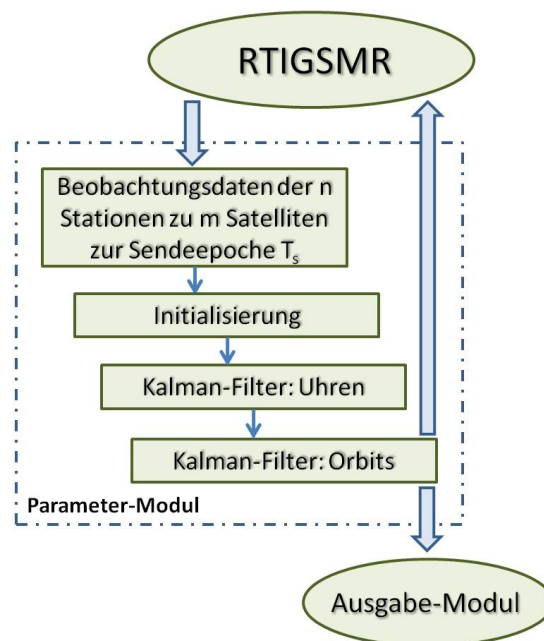 RTIGSMR
Beobachtungsdaten der n
Stationen zu m Satelliten
zur Sendeepoche Ts
Initialisierung
Kalman-Filter: Uhren
Kalman-Filter: Orbits
Parameter-Modul
Ausgabe-Modul